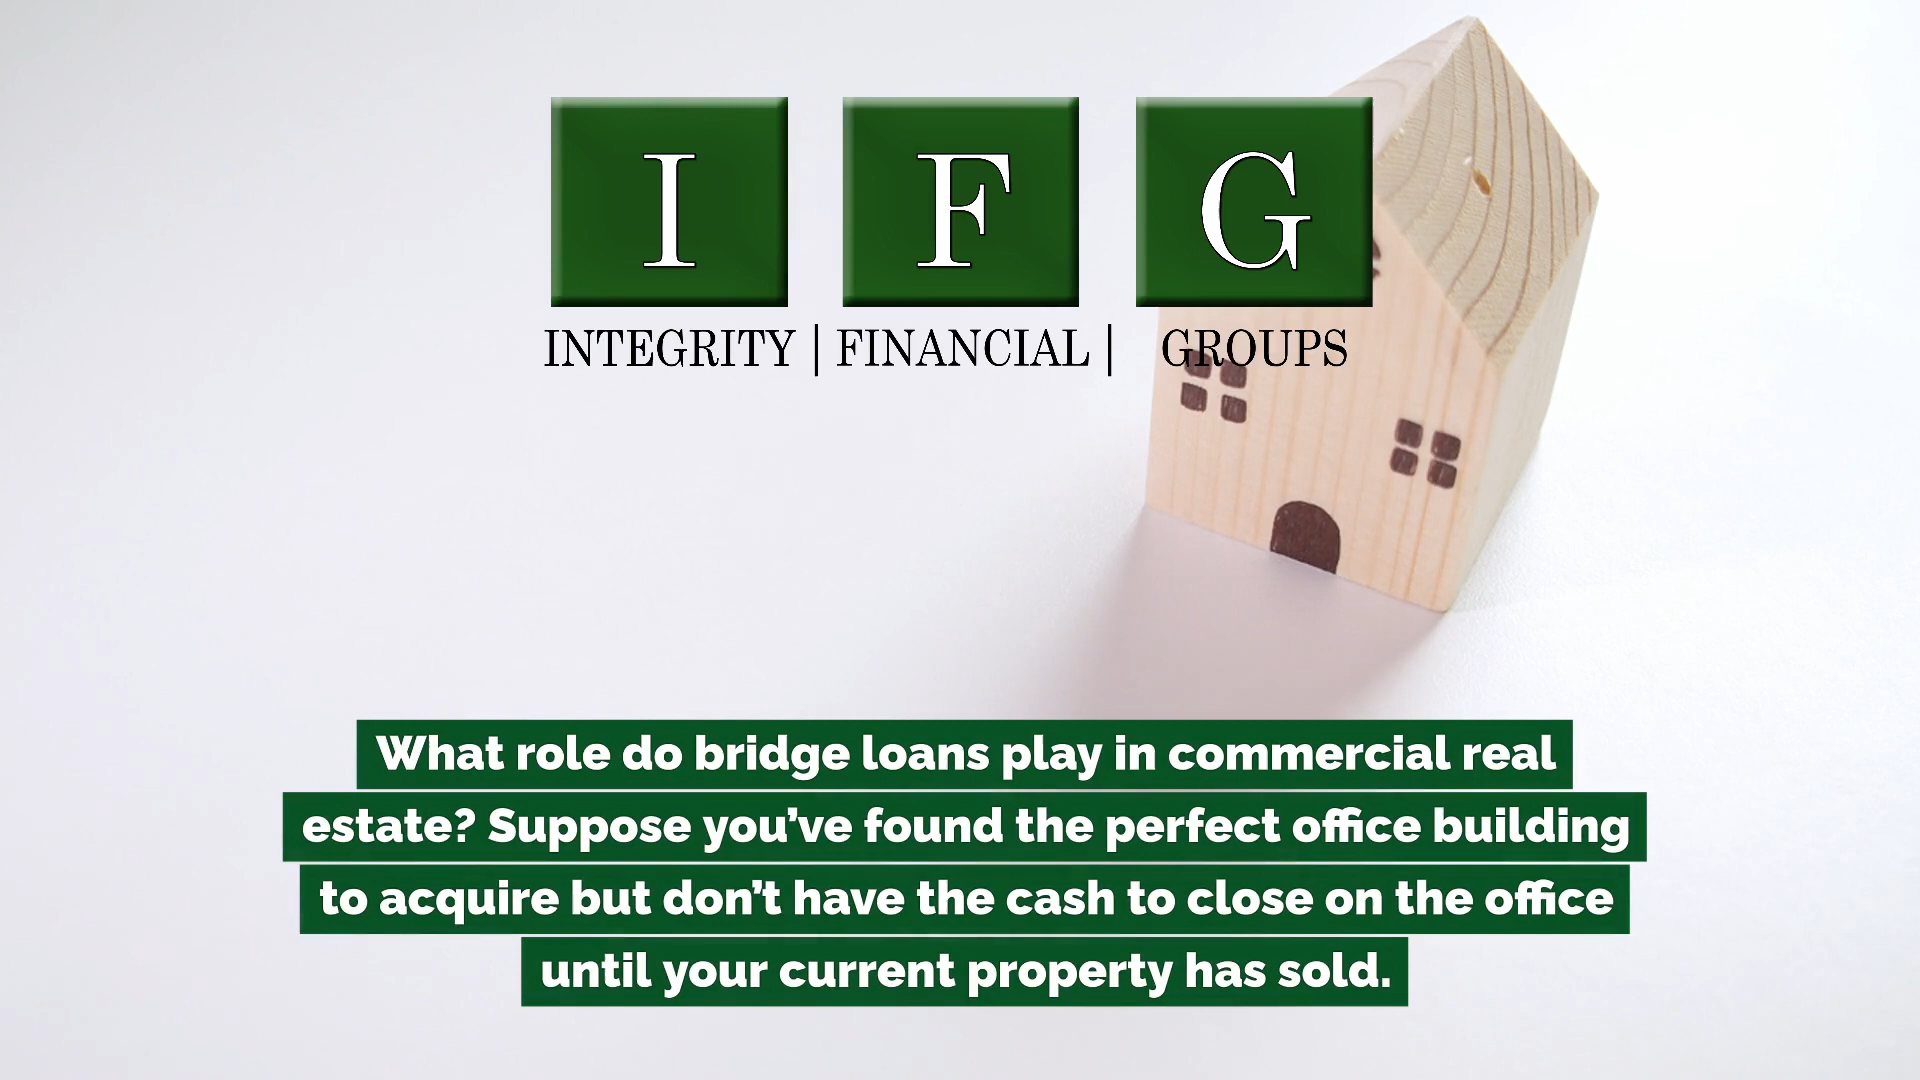 I F G
INTEGRITY | FINANCIAL | GROUPS
What role do bridge loans play in commercial real
estate? Suppose you’ve found the perfect office building
to acquire but don’t have the cash to close on the office
until your current property has sold.